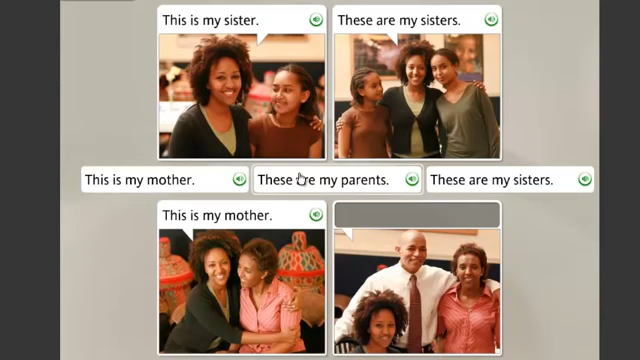 This is my sister.
These are my sisters.
This is my mother.
These are my parents.
These are my sisters.
This is my mother.